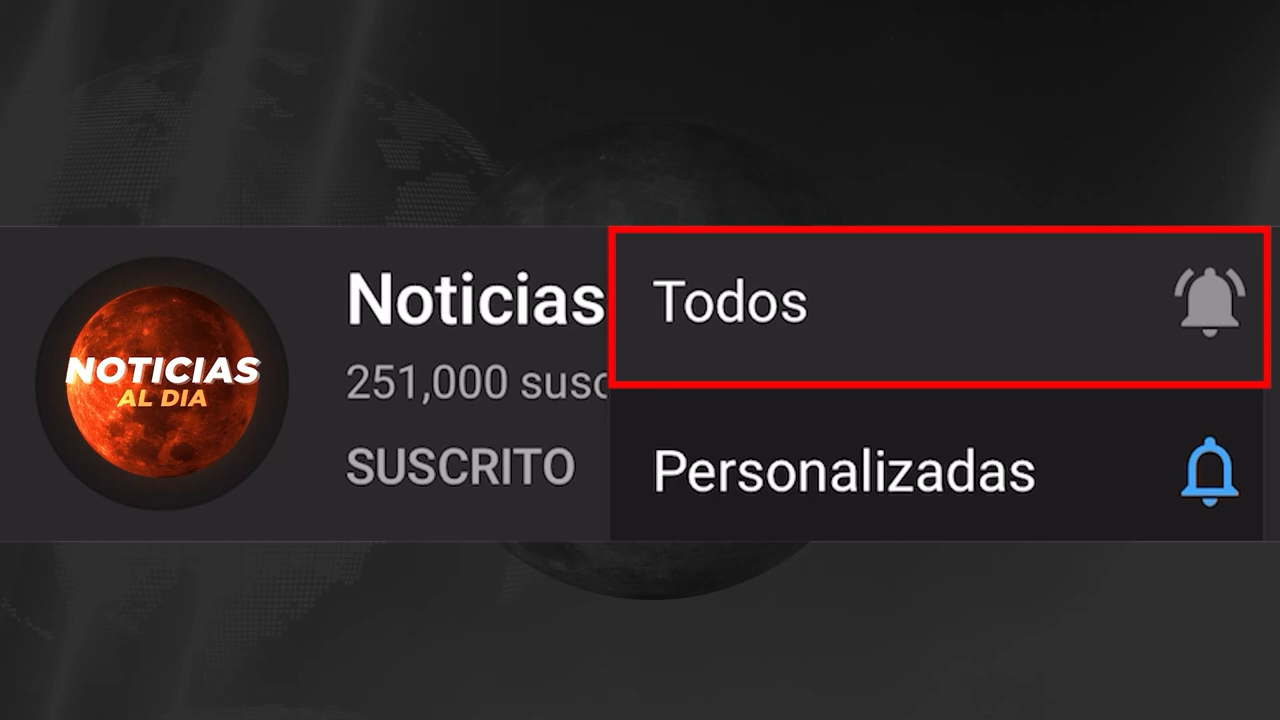 NOTICIAS
AL DIA
Noticias
251,000 susc
SUSCRITO
Todos
Personalizadas